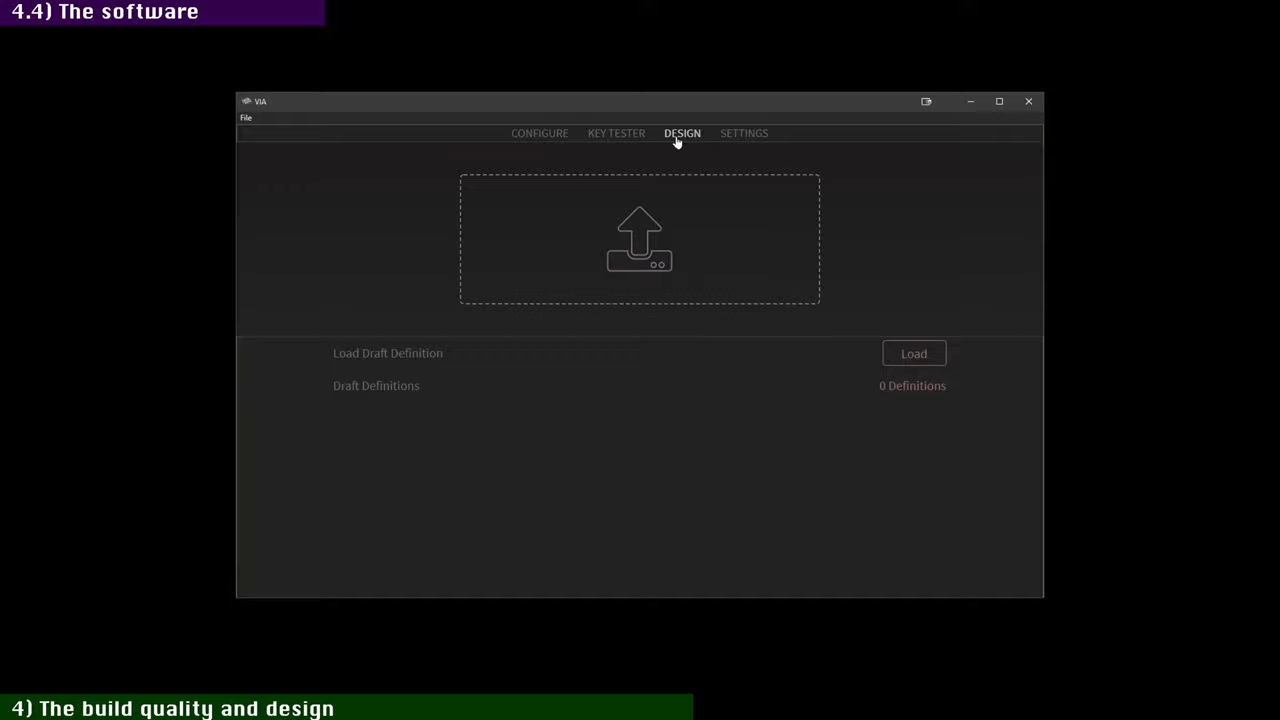 4.4) The software
VIA
File
CONFIGURE KEY TESTER DESIGN SETTINGS
Load Draft Definition Load
Draft Definitions 0 Definitions
4) The build quality and design